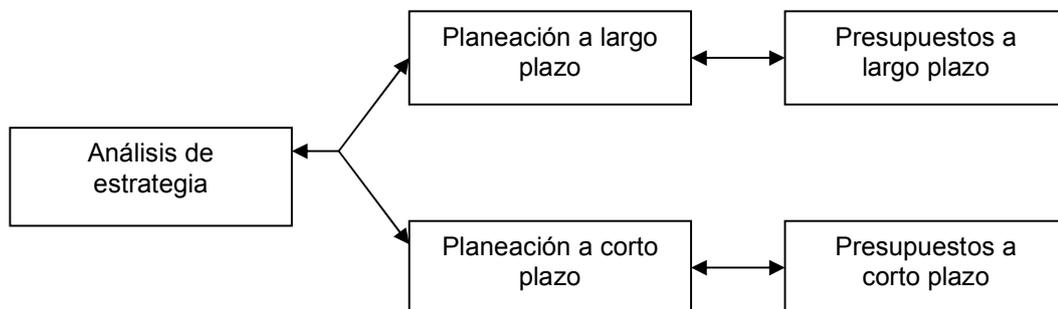 Planeación a largo
plazo
Presupuestos a
largo plazo
Análisis de
estrategia
Planeación a corto
plazo
Presupuestos a
corto plazo